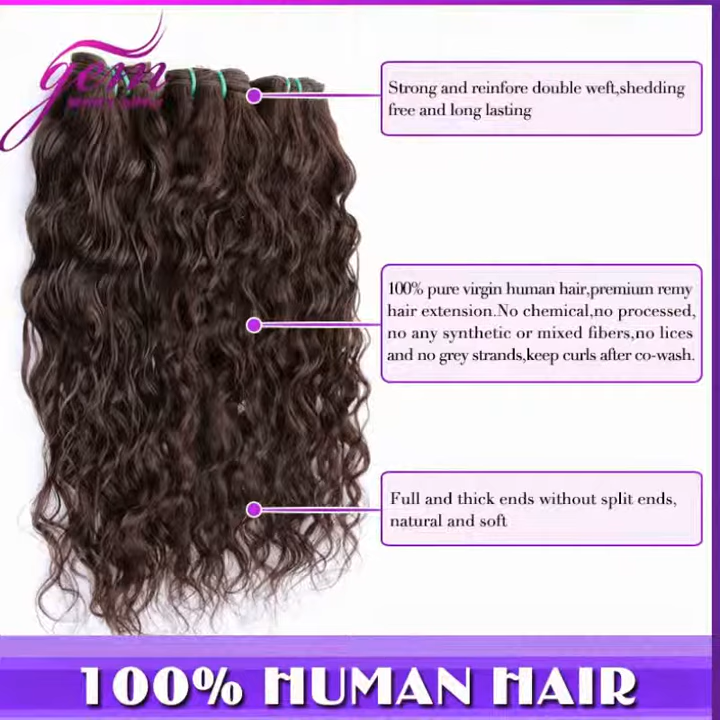 gem
Strong and reinfore double weft,shedding
free and long lasting
100% pure virgin human hair,premium remy
hair extension.No chemical,no processed,
no any synthetic or mixed fibers,no lices
and no grey strands,keep curls after co-wash.
Full and thick ends without split ends,
natural and soft
100% HUMAN HAIR